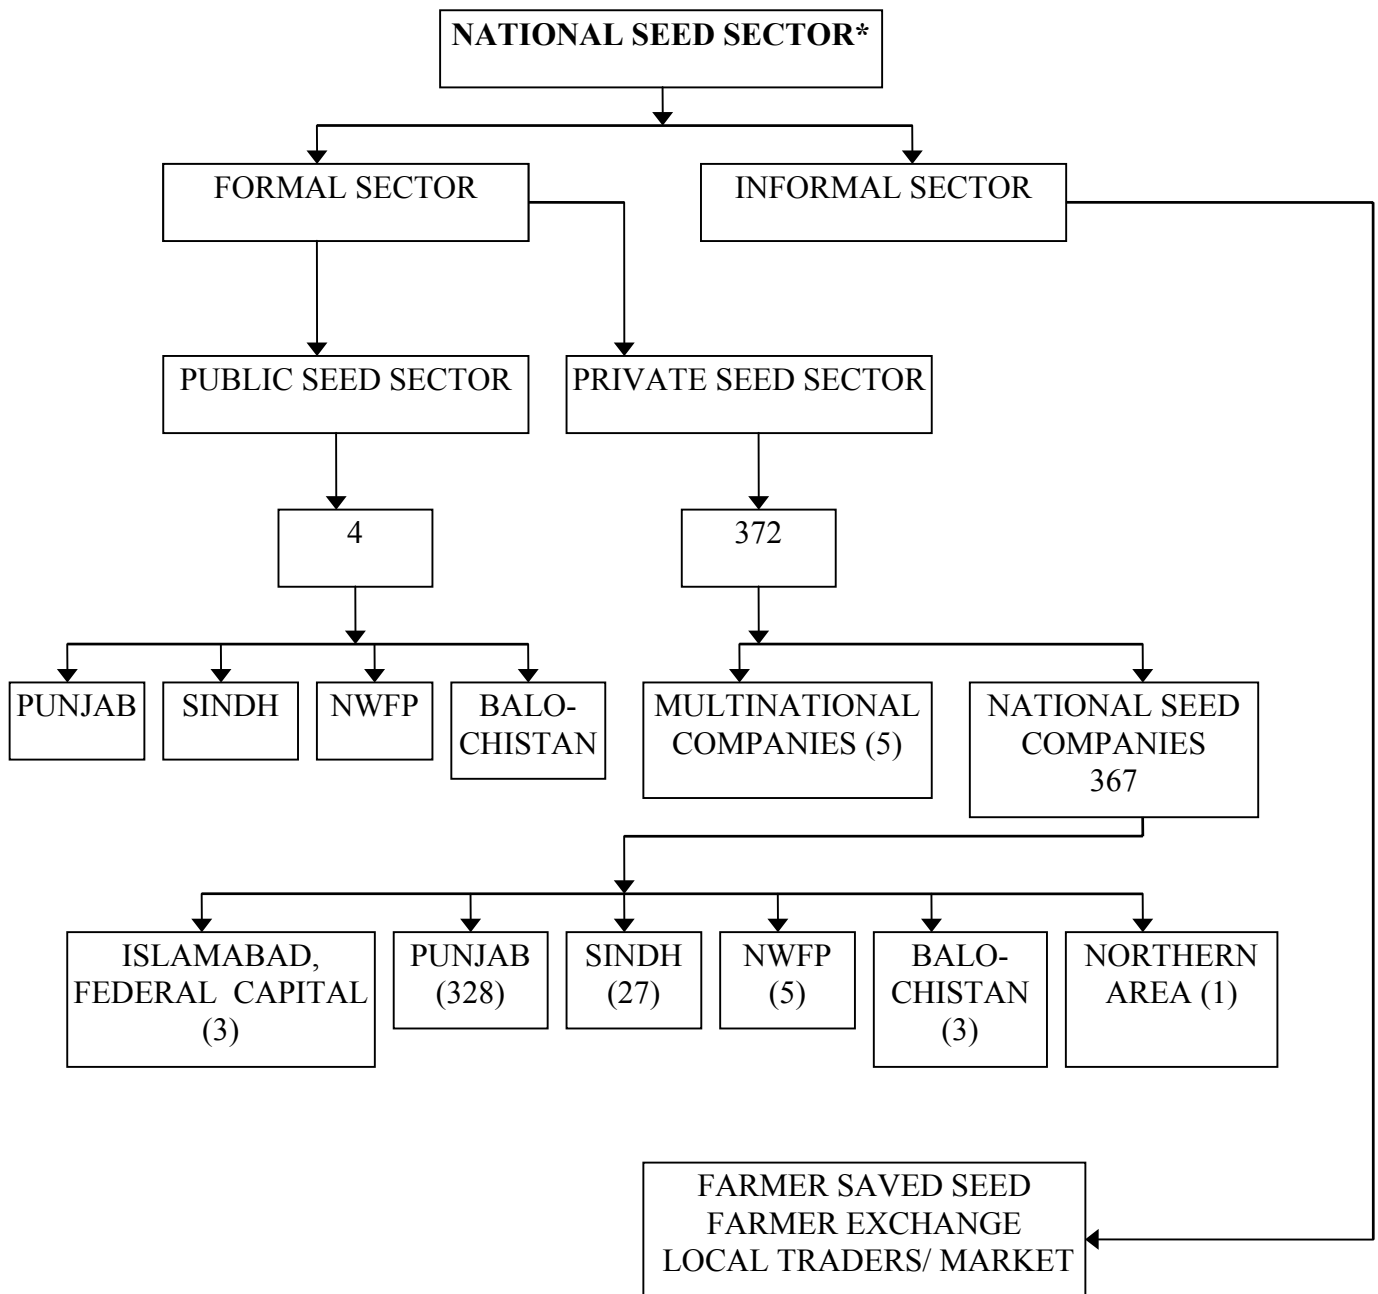 NATIONAL SEED SECTOR*
FORMAL SECTOR
INFORMAL SECTOR
PUBLIC SEED SECTOR
PRIVATE SEED SECTOR
4
372
PUNJAB
SINDH
NWFP
BALO-
CHISTAN
MULTINATIONAL
COMPANIES (5)
NATIONAL SEED
COMPANIES
367
ISLAMABAD,
FEDERAL CAPITAL
(3)
PUNJAB
(328)
SINDH
(27)
NWFP
(5)
BALO-
CHISTAN
(3)
NORTHERN
AREA (1)
FARMER SAVED SEED
FARMER EXCHANGE
LOCAL TRADERS/ MARKET